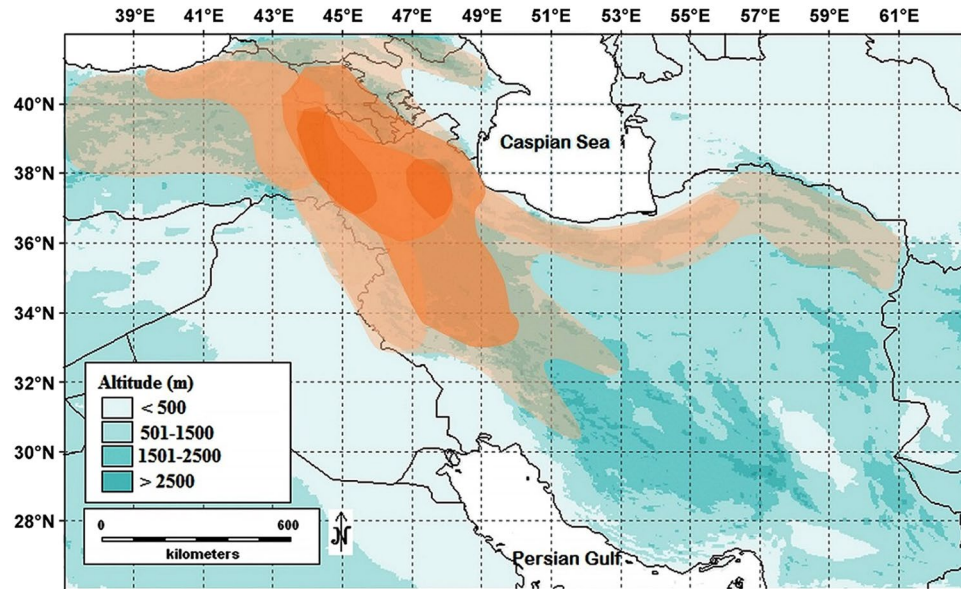 39°E 41°E 43°E 45°E 47°E 49°E 51°E 53°E 55°E 57°E 59°E 61°E
40°N
Caspian Sea
38°N
36°N
34°N
32°N
Altitude (m)
< 500
501-1500
1501-2500
> 2500
30°N
28°N
0 600
kilometers
N
Persian Gulf